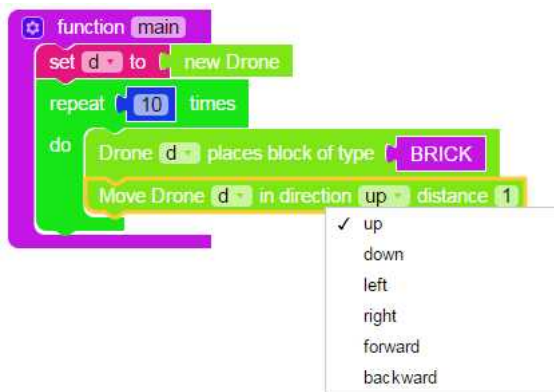 function main
set d to new Drone
repeat 10 times
do
Drone d places block of type BRICK
Move Drone d in direction up distance 1
✓ up
down
left
right
forward
backward